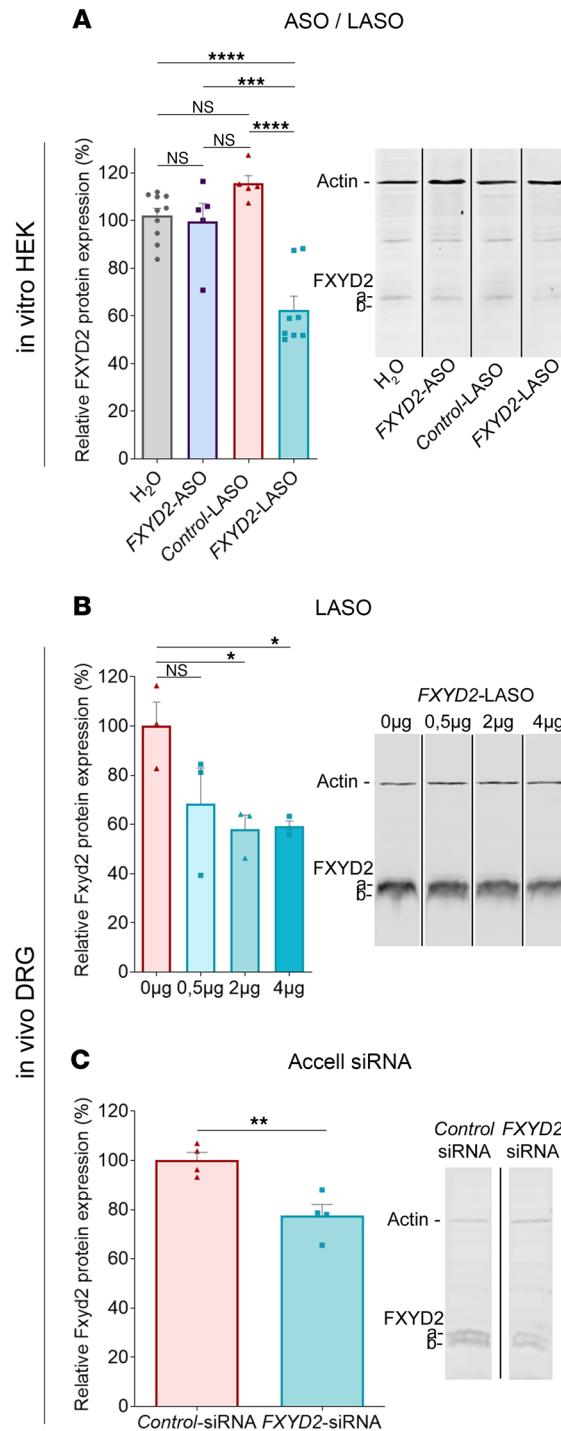 A
ASO / LASO
in vitro HEK
Relative FXYD2 protein expression (%)
****
***
NS
****
NS
NS
120
100
80
60
40
20
0
H2O
FXYD2-ASO
Control-LASO
FXYD2-LASO
Actin -
FXYD2
a-
b-
H2O
FXYD2-ASO
Control-LASO
FXYD2-LASO
B
LASO
in vivo DRG
Relative Fxyd2 protein expression (%)
*
*
NS
120
100
80
60
40
20
0
0µg 0,5µg 2µg 4µg
FXYD2-LASO
0µg 0,5µg 2µg 4µg
Actin -
FXYD2
a-
b-
C
Accell siRNA
Relative Fxyd2 protein expression (%)
**
120
100
80
60
40
20
0
Control-siRNA FXYD2-siRNA
Control FXYD2
siRNA siRNA
Actin -
FXYD2
a-
b-